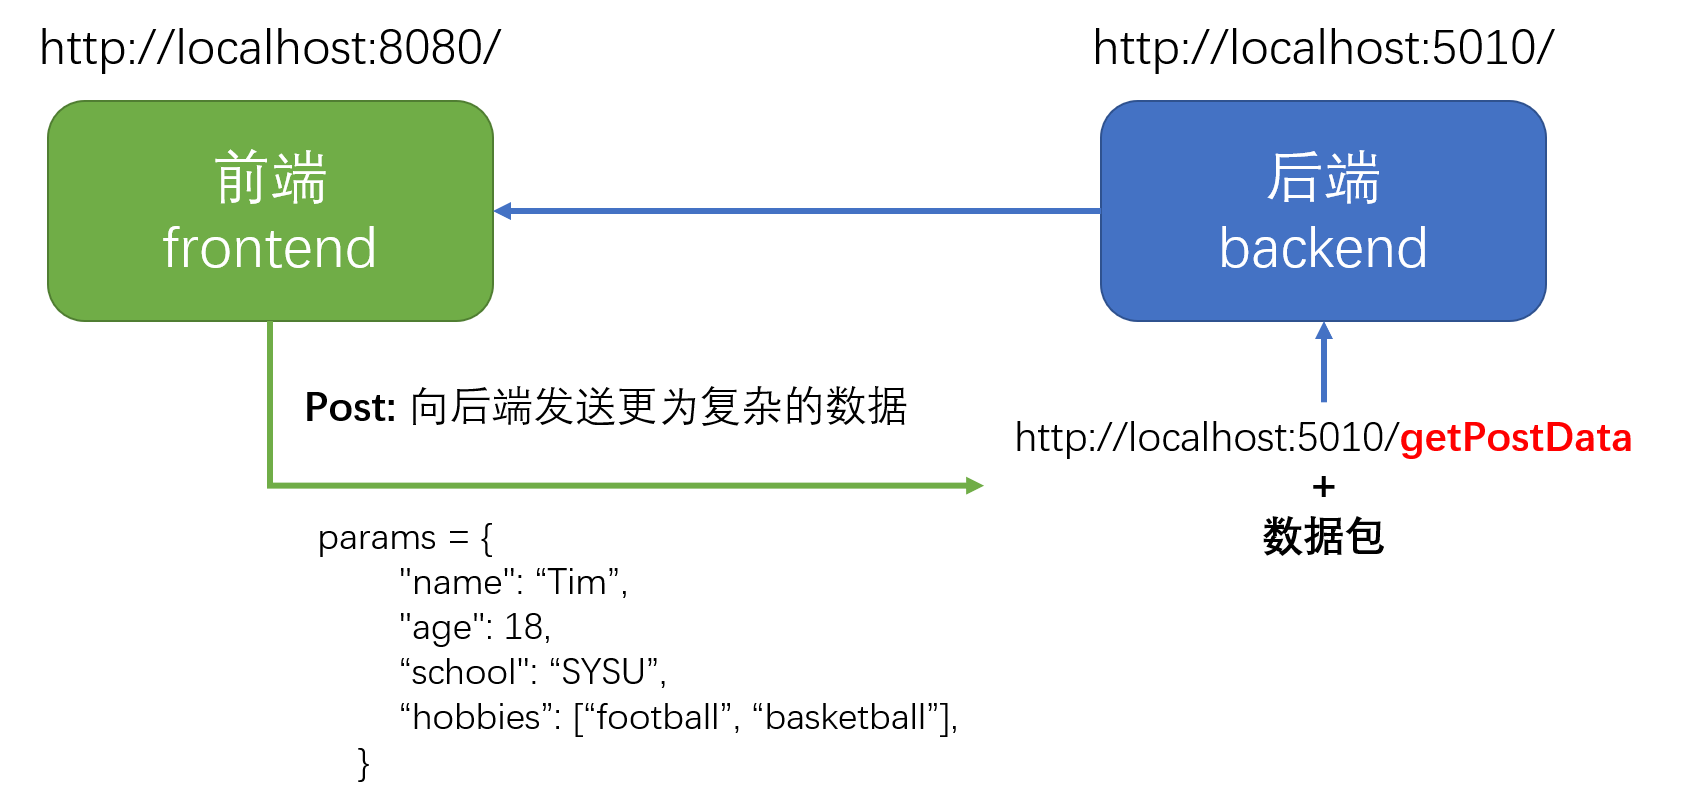 http://localhost:8080/
http://localhost:5010/
前端
frontend
后端
backend
Post: 向后端发送更为复杂的数据
http://localhost:5010/getPostData
+
数据包
params = {
"name": “Tim”,
"age": 18,
“school": “SYSU”,
“hobbies”: [“football”, “basketball”],
}